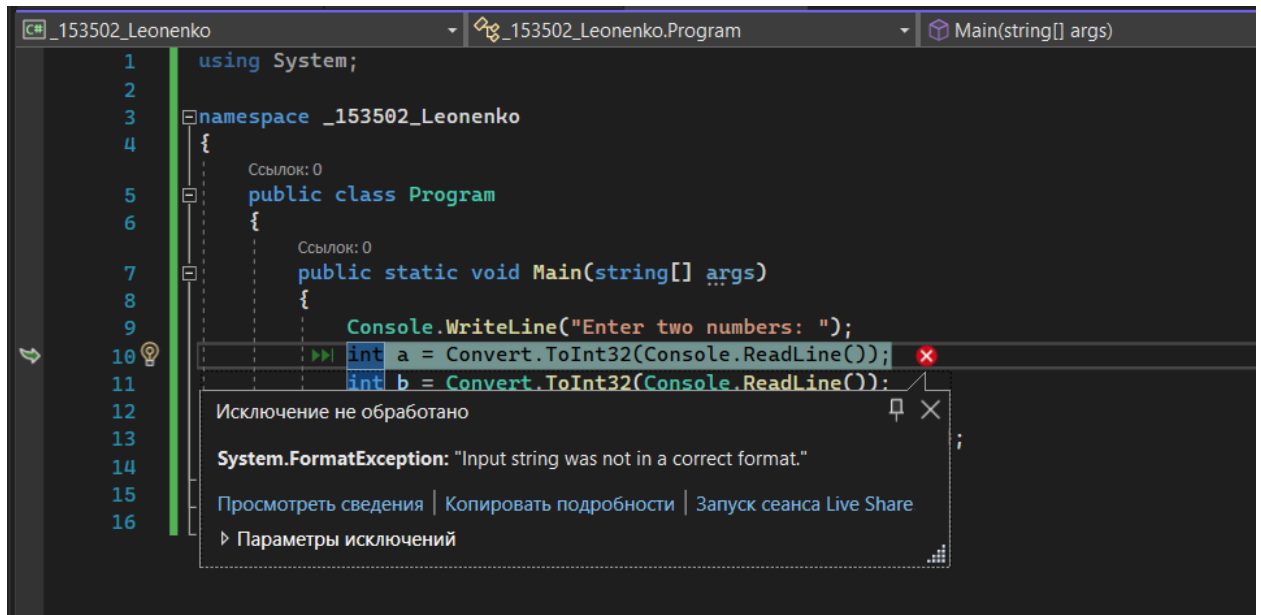 C# _153502_Leonenko _153502_Leonenko.Program Main(string[] args)
1 using System;
2
3 namespace _153502_Leonenko
4 {
Ссылок: 0
5 public class Program
6 {
Ссылок: 0
7 public static void Main(string[] args)
8 {
9 Console.WriteLine("Enter two numbers: ");
10 int a = Convert.ToInt32(Console.ReadLine());
11 int b = Convert.ToInt32(Console.ReadLine());
12 Исключение не обработано
13 ;
14 System.FormatException: "Input string was not in a correct format."
15 Просмотреть сведения | Копировать подробности | Запуск сеанса Live Share
16 Параметры исключений